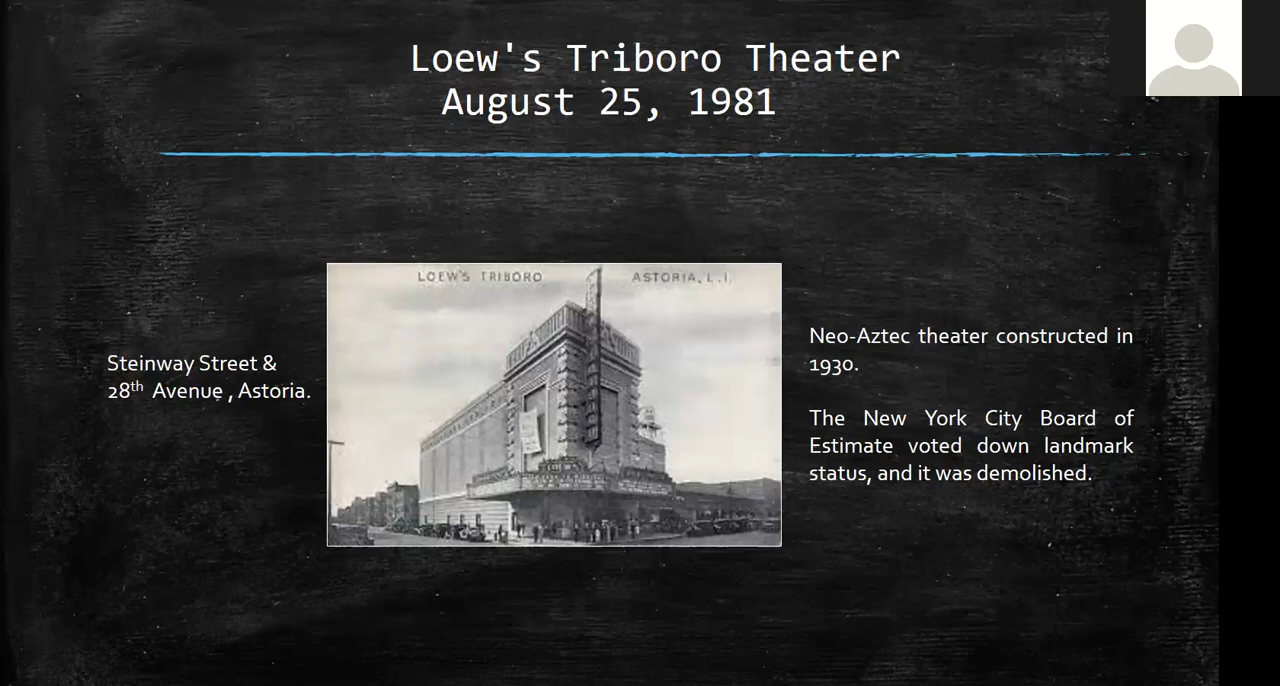 Loew's Triboro Theater
August 25, 1981
LOEW'S TRIBORO ASTORIA, L.I.
Steinway Street &
28th Avenue , Astoria.
Neo-Aztec theater constructed in
1930.
The New York City Board of
Estimate voted down landmark
status, and it was demolished.